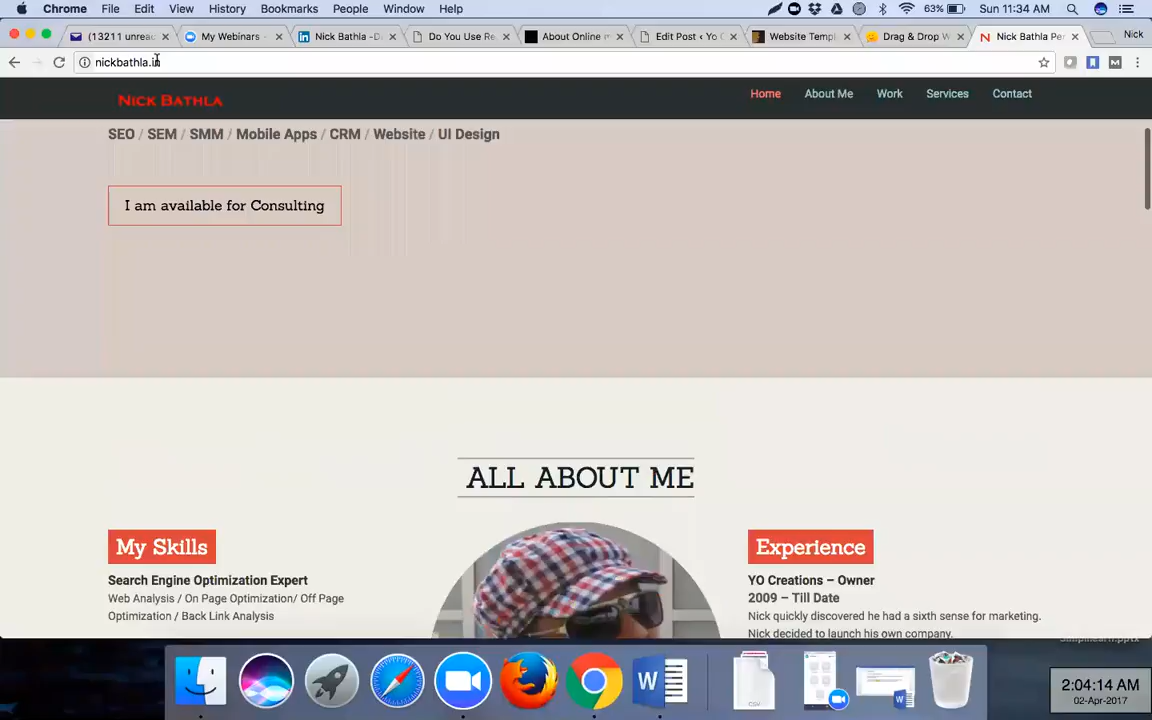 Chrome File Edit View History Bookmarks People Window Help 63% Sun 11:34 AM
(13211 unrea My Webinars - Nick Bathla - D Do You Use Re About Online m Edit Post ‹ Yo C Website Templ Drag & Drop W Nick Bathla Per Nick
nickbathla.in
NICK BATHLA Home About Me Work Services Contact
SEO / SEM / SMM / Mobile Apps / CRM / Website / UI Design
I am available for Consulting
ALL ABOUT ME
My Skills
Search Engine Optimization Expert
Web Analysis / On Page Optimization/ Off Page
Optimization / Back Link Analysis
Experience
YO Creations – Owner
2009 – Till Date
Nick quickly discovered he had a sixth sense for marketing.
Nick decided to launch his own company.
CSV
2:04:14 AM
02-Apr-2017